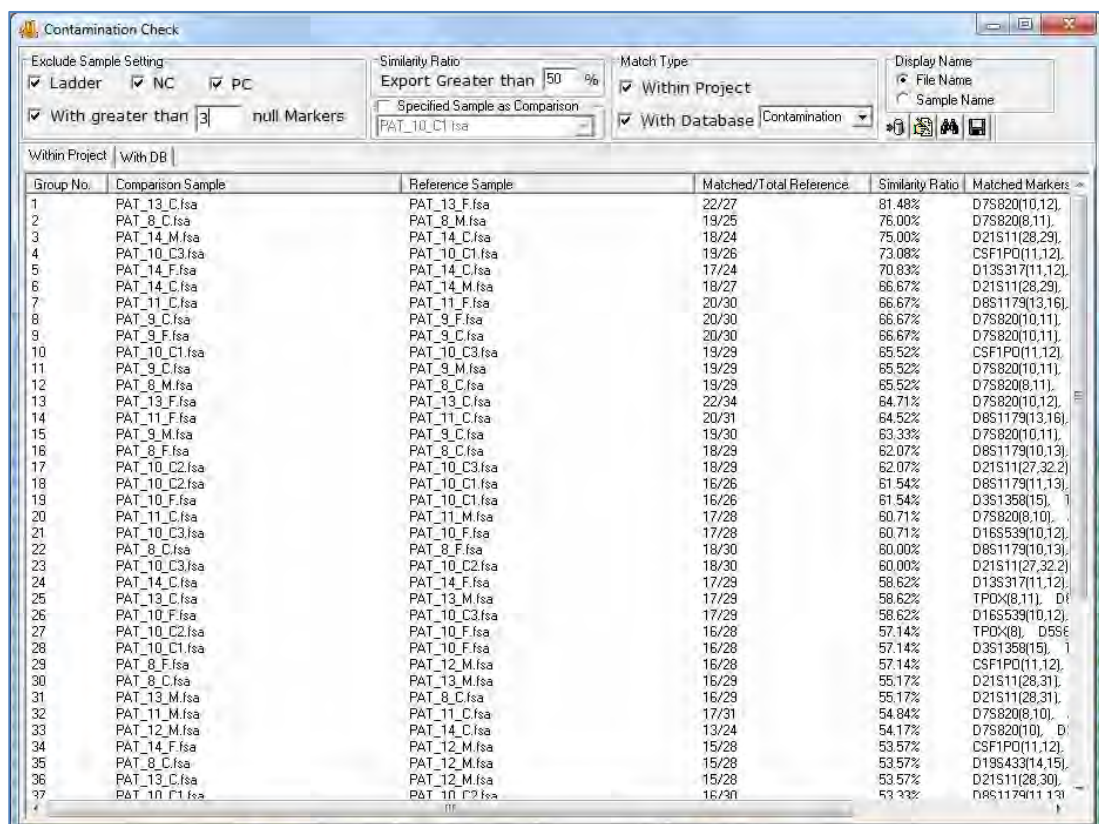 Contamination Check
Exclude Sample Setting
Ladder NC PC
With greater than 3 null Markers
Similarity Ratio
Export Greater than 50 %
Specified Sample as Comparison
PAT_10_C1.fsa
Match Type
Within Project
With Database Contamination
Display Name
File Name
Sample Name
Within Project With DB
Group No. Comparison Sample Reference Sample Matched/Total Reference Similarity Ratio Matched Markers
1 PAT_13_C.fsa PAT_13_F.fsa 22/27 81.48% D7S820(10,12),
2 PAT_8_C.fsa PAT_8_M.fsa 19/25 76.00% D7S820(8,11),
3 PAT_14_M.fsa PAT_14_C.fsa 18/24 75.00% D21S11(28,29),
4 PAT_10_C3.fsa PAT_10_C1.fsa 19/26 73.08% CSF1PO(11,12),
5 PAT_14_F.fsa PAT_14_C.fsa 17/24 70.83% D13S317(11,12),
6 PAT_14_C.fsa PAT_14_M.fsa 18/27 66.67% D21S11(28,29),
7 PAT_11_C.fsa PAT_11_F.fsa 20/30 66.67% D8S1179(13,16),
8 PAT_9_C.fsa PAT_9_F.fsa 20/30 66.67% D7S820(10,11),
9 PAT_9_F.fsa PAT_9_C.fsa 20/30 66.67% D7S820(10,11),
10 PAT_10_C1.fsa PAT_10_C3.fsa 19/29 65.52% CSF1PO(11,12),
11 PAT_9_C.fsa PAT_9_M.fsa 19/29 65.52% D7S820(10,11),
12 PAT_8_M.fsa PAT_8_C.fsa 19/29 65.52% D7S820(8,11),
13 PAT_13_F.fsa PAT_13_C.fsa 22/34 64.71% D7S820(10,12),
14 PAT_11_F.fsa PAT_11_C.fsa 20/31 64.52% D8S1179(13,16),
15 PAT_9_M.fsa PAT_9_C.fsa 19/30 63.33% D7S820(10,11),
16 PAT_8_F.fsa PAT_8_C.fsa 18/29 62.07% D8S1179(10,13),
17 PAT_10_C2.fsa PAT_10_C3.fsa 18/29 62.07% D21S11(27,32.2)
18 PAT_10_C2.fsa PAT_10_C1.fsa 16/26 61.54% D8S1179(11,13),
19 PAT_10_F.fsa PAT_10_C1.fsa 16/26 61.54% D3S1358(15),
20 PAT_11_C.fsa PAT_11_M.fsa 17/28 60.71% D7S820(8,10),
21 PAT_10_C3.fsa PAT_10_F.fsa 17/28 60.71% D16S539(10,12),
22 PAT_8_C.fsa PAT_8_F.fsa 18/30 60.00% D8S1179(10,13),
23 PAT_10_C3.fsa PAT_10_C2.fsa 18/30 60.00% D21S11(27,32.2)
24 PAT_14_C.fsa PAT_14_F.fsa 17/29 58.62% D13S317(11,12),
25 PAT_13_C.fsa PAT_13_M.fsa 17/29 58.62% TPOX(8,11), D8
26 PAT_10_F.fsa PAT_10_C3.fsa 17/29 58.62% D16S539(10,12),
27 PAT_10_C2.fsa PAT_10_F.fsa 16/28 57.14% TPOX(8), D5S8
28 PAT_10_C1.fsa PAT_10_F.fsa 16/28 57.14% D3S1358(15),
29 PAT_8_F.fsa PAT_12_M.fsa 16/28 57.14% CSF1PO(11,12),
30 PAT_8_C.fsa PAT_13_M.fsa 16/29 55.17% D21S11(28,31),
31 PAT_13_M.fsa PAT_8_C.fsa 16/29 55.17% D21S11(28,31),
32 PAT_11_M.fsa PAT_11_C.fsa 17/31 54.84% D7S820(8,10),
33 PAT_12_M.fsa PAT_14_C.fsa 13/24 54.17% D7S820(10),
34 PAT_14_F.fsa PAT_12_M.fsa 15/28 53.57% CSF1PO(11,12),
35 PAT_8_C.fsa PAT_12_M.fsa 15/28 53.57% D19S433(14,15),
36 PAT_13_C.fsa PAT_12_M.fsa 15/28 53.57% D21S11(28,30),
37 PAT_10_C1.fsa PAT_10_C2.fsa 16/30 53.33% D8S1179(11,13)